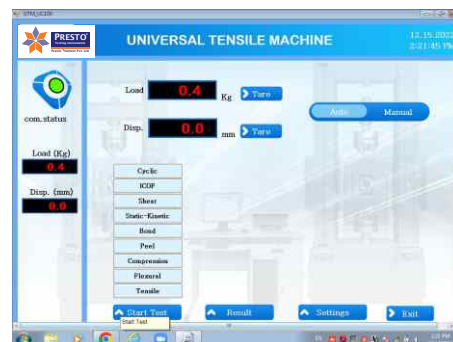 STM_UC100
PRESTO
UNIVERSAL TENSILE MACHINE
12.15.2022
2:21:45 PM
com.status
Load 0.4 Kg Tare
Disp. 0.0 mm Tare
Auto Manual
Load (Kg)
0.4
Disp. (mm)
0.0
Cyclic
ICOF
Shear
Static-Kinetic
Bond
Peel
Compression
Flexural
Tensile
Start Test
Result
Settings
Exit
Start Test